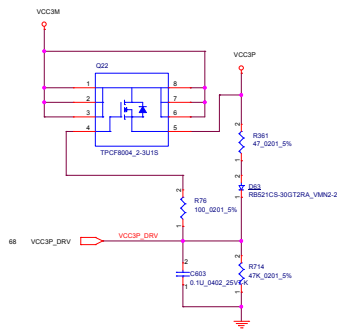 VCC3M
Q22
VCC3P
1 8
2 7
3 6
4 5
TPCF8004_2-3U1S
2
R361
47_0201_5%
1
2
D63
RB521CS-30GT2RA_VMN2-2
1
2
R76
100_0201_5%
1
68 VCC3P_DRV VCC3P_DRV
2
C603
0.1U_0402_25V7-K
1
2
R714
47K_0201_5%
1